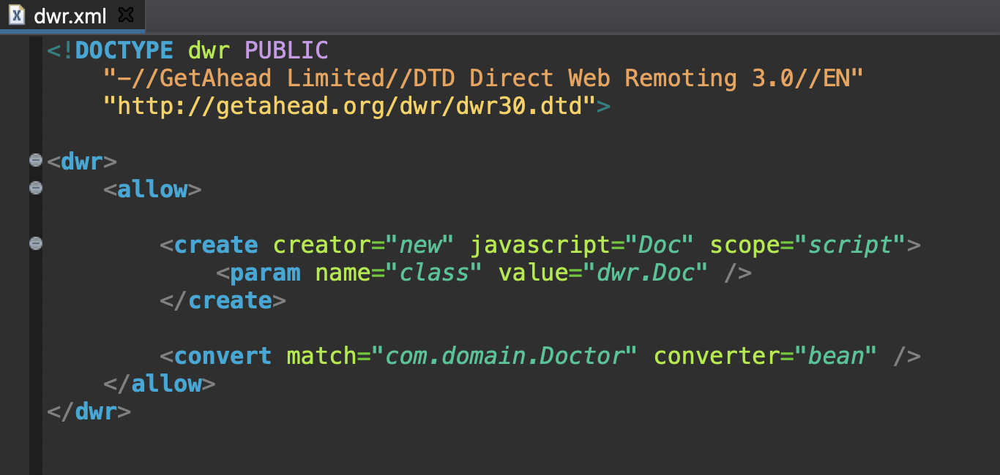 dwr.xml
<!DOCTYPE dwr PUBLIC
"-//GetAhead Limited//DTD Direct Web Remoting 3.0//EN"
"http://getahead.org/dwr/dwr30.dtd">
<dwr>
<allow>
<create creator="new" javascript="Doc" scope="script">
<param name="class" value="dwr.Doc" />
</create>
<convert match="com.domain.Doctor" converter="bean" />
</allow>
</dwr>